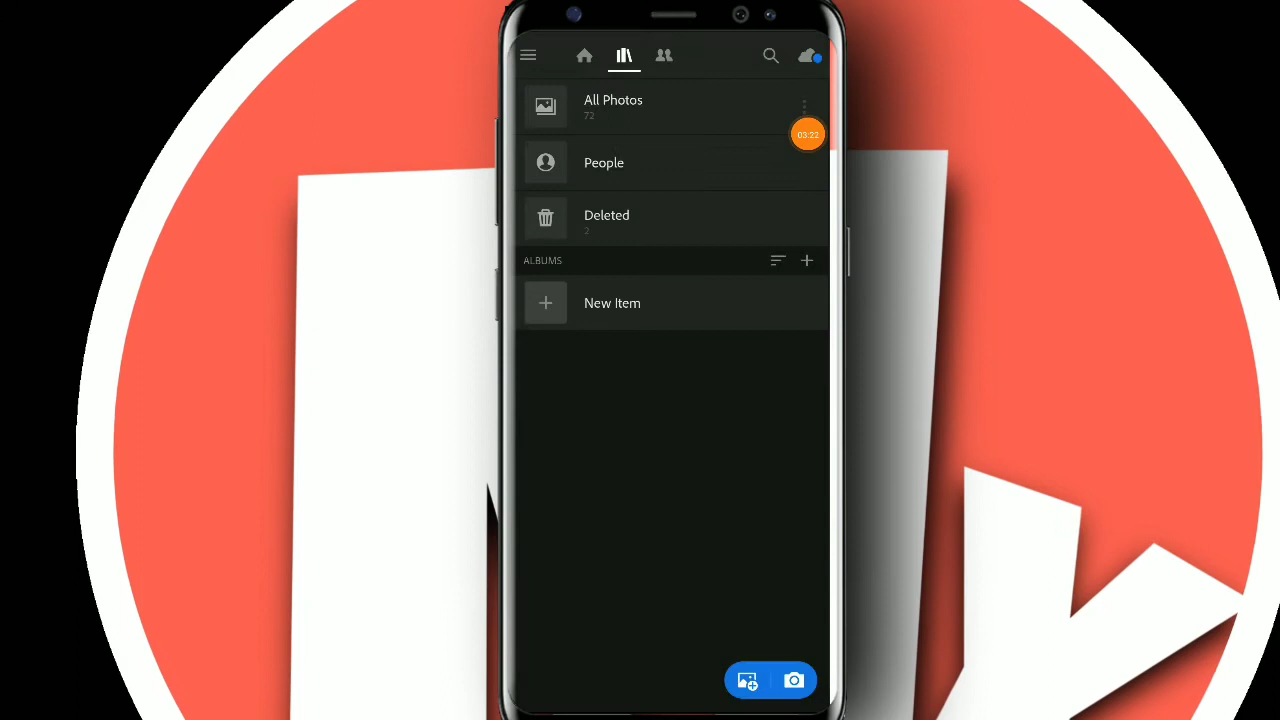 All Photos
72
03:22
People
Deleted
2
ALBUMS
New Item